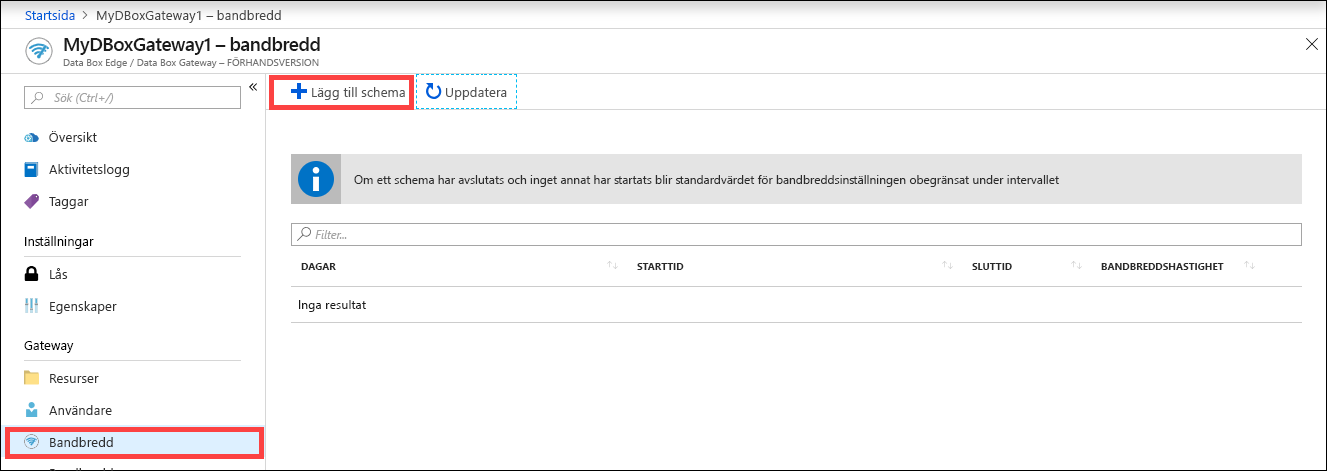 Startsida > MyDBoxGateway1 – bandbredd
MyDBoxGateway1 – bandbredd
Data Box Edge / Data Box Gateway – FÖRHANDSVERSION
Sök (Ctrl+/)
«
Översikt
Aktivitetslogg
Taggar
Inställningar
Lås
Egenskaper
Gateway
Resurser
Användare
Bandbredd
Lägg till schema
Uppdatera
Om ett schema har avslutats och inget annat har startats blir standardvärdet för bandbreddsinställningen obegränsat under intervallet
Filter...
DAGAR STARTTID SLUTTID BANDBREDDSHASTIGHET
Inga resultat